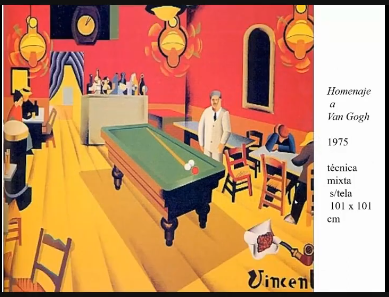 Homenaje
a
Van Gogh
1975
técnica
mixta
s/tela
101 x 101
cm
Vincent